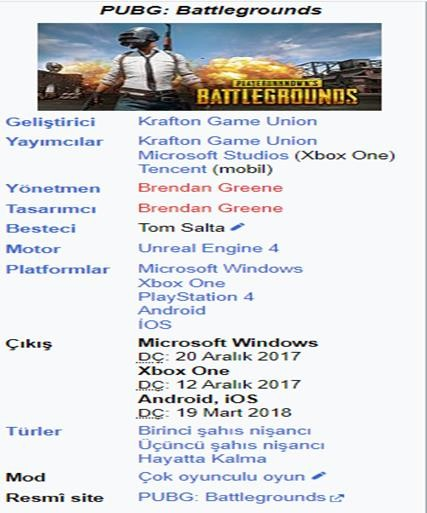 PUBG: Battlegrounds
PLAYERUNKNOWN'S
BATTLEGROUNDS
Geliştirici Krafton Game Union
Yayımcılar Krafton Game Union
Microsoft Studios (Xbox One)
Tencent (mobil)
Yönetmen Brendan Greene
Tasarımcı Brendan Greene
Besteci Tom Salta
Motor Unreal Engine 4
Platformlar Microsoft Windows
Xbox One
PlayStation 4
Android
İOS
Çıkış Microsoft Windows
DÇ: 20 Aralık 2017
Xbox One
DÇ: 12 Aralık 2017
Android, iOS
DÇ: 19 Mart 2018
Türler Birinci şahıs nişancı
Üçüncü şahıs nişancı
Hayatta Kalma
Mod Çok oyunculu oyun
Resmî site PUBG: Battlegrounds